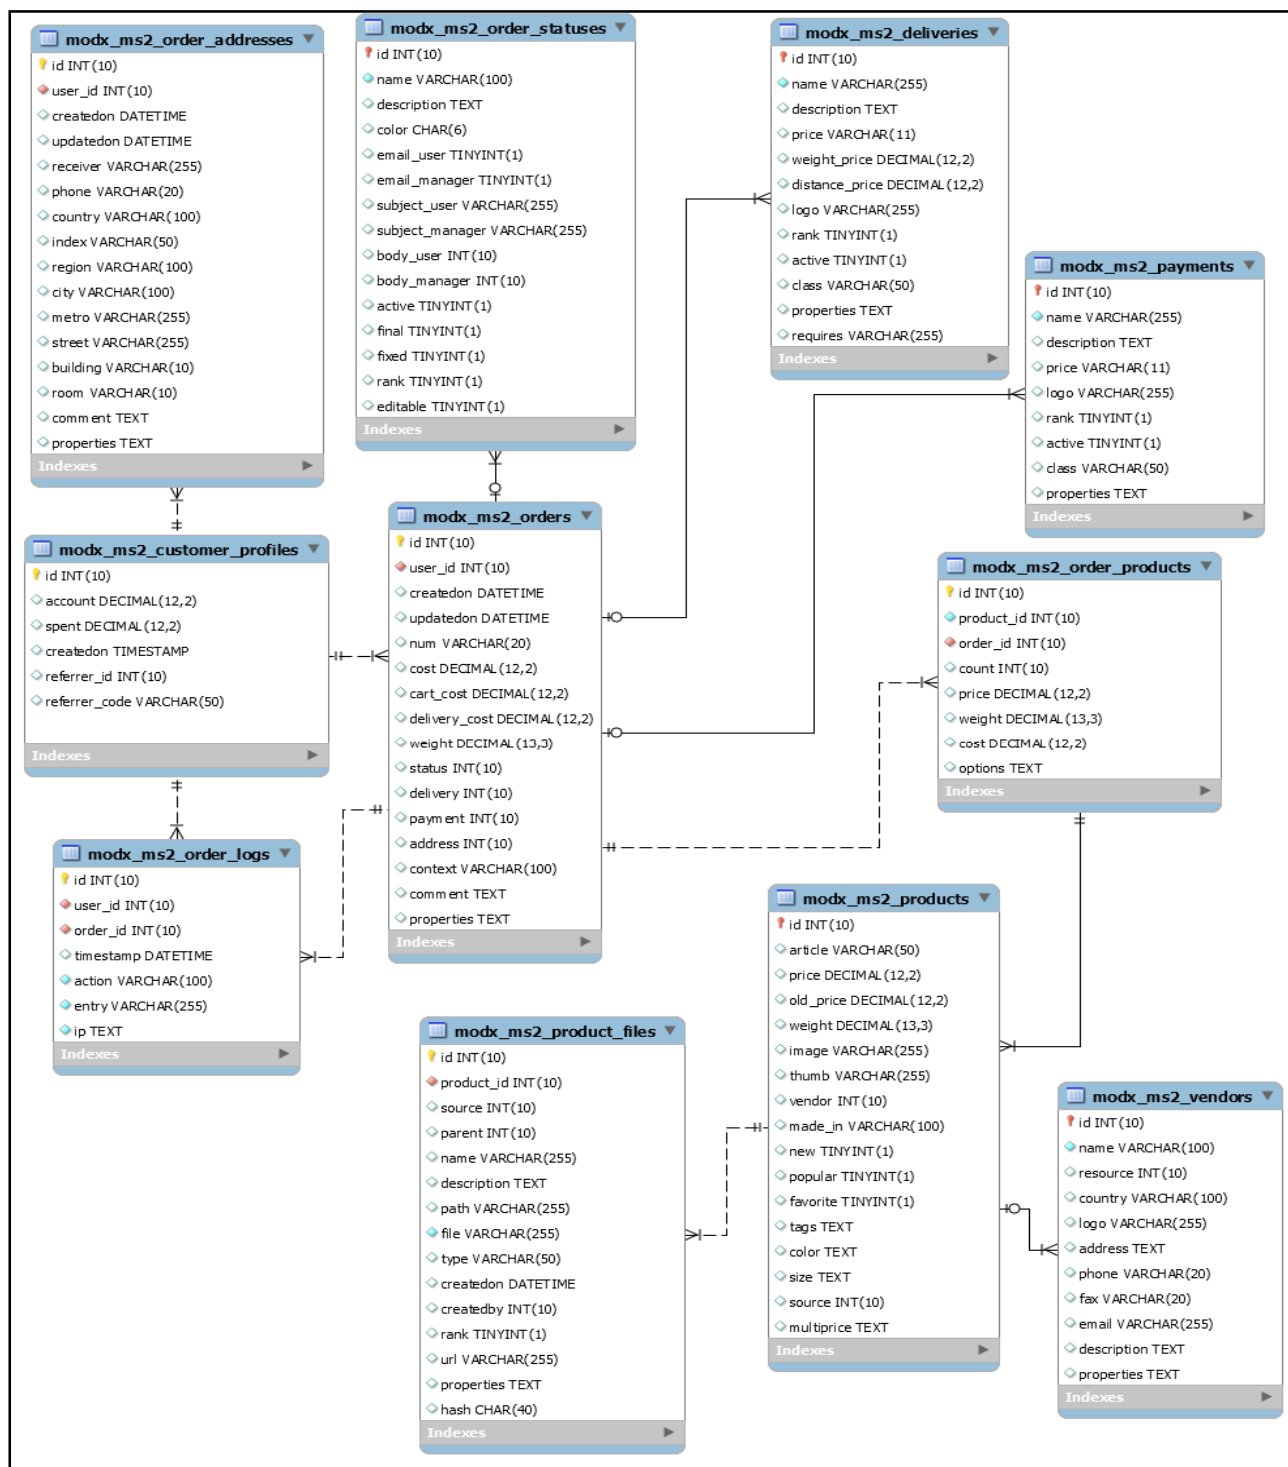 modx_ms2_order_addresses
id INT(10)
user_id INT(10)
createdon DATETIME
updatedon DATETIME
receiver VARCHAR(255)
phone VARCHAR(20)
country VARCHAR(100)
index VARCHAR(50)
region VARCHAR(100)
city VARCHAR(100)
metro VARCHAR(255)
street VARCHAR(255)
building VARCHAR(10)
room VARCHAR(10)
comment TEXT
properties TEXT
Indexes
modx_ms2_order_statuses
id INT(10)
name VARCHAR(100)
description TEXT
color CHAR(6)
email_user TINYINT(1)
email_manager TINYINT(1)
subject_user VARCHAR(255)
subject_manager VARCHAR(255)
body_user INT(10)
body_manager INT(10)
active TINYINT(1)
final TINYINT(1)
fixed TINYINT(1)
rank TINYINT(1)
editable TINYINT(1)
Indexes
modx_ms2_deliveries
id INT(10)
name VARCHAR(255)
description TEXT
price VARCHAR(11)
weight_price DECIMAL(12,2)
distance_price DECIMAL(12,2)
logo VARCHAR(255)
rank TINYINT(1)
active TINYINT(1)
class VARCHAR(50)
properties TEXT
requires VARCHAR(255)
Indexes
modx_ms2_payments
id INT(10)
name VARCHAR(255)
description TEXT
price VARCHAR(11)
logo VARCHAR(255)
rank TINYINT(1)
active TINYINT(1)
class VARCHAR(50)
properties TEXT
Indexes
modx_ms2_customer_profiles
id INT(10)
account DECIMAL(12,2)
spent DECIMAL(12,2)
createdon TIMESTAMP
referrer_id INT(10)
referrer_code VARCHAR(50)
Indexes
modx_ms2_orders
id INT(10)
user_id INT(10)
createdon DATETIME
updatedon DATETIME
num VARCHAR(20)
cost DECIMAL(12,2)
cart_cost DECIMAL(12,2)
delivery_cost DECIMAL(12,2)
weight DECIMAL(13,3)
status INT(10)
delivery INT(10)
payment INT(10)
address INT(10)
context VARCHAR(100)
comment TEXT
properties TEXT
Indexes
modx_ms2_order_products
id INT(10)
product_id INT(10)
order_id INT(10)
count INT(10)
price DECIMAL(12,2)
weight DECIMAL(13,3)
cost DECIMAL(12,2)
options TEXT
Indexes
modx_ms2_order_logs
id INT(10)
user_id INT(10)
order_id INT(10)
timestamp DATETIME
action VARCHAR(100)
entry VARCHAR(255)
ip TEXT
Indexes
modx_ms2_products
id INT(10)
article VARCHAR(50)
price DECIMAL(12,2)
old_price DECIMAL(12,2)
weight DECIMAL(13,3)
image VARCHAR(255)
thumb VARCHAR(255)
vendor INT(10)
made_in VARCHAR(100)
new TINYINT(1)
popular TINYINT(1)
favorite TINYINT(1)
tags TEXT
color TEXT
size TEXT
source INT(10)
multiprice TEXT
Indexes
modx_ms2_product_files
id INT(10)
product_id INT(10)
source INT(10)
parent INT(10)
name VARCHAR(255)
description TEXT
path VARCHAR(255)
file VARCHAR(255)
type VARCHAR(50)
createdon DATETIME
createdby INT(10)
rank TINYINT(1)
url VARCHAR(255)
properties TEXT
hash CHAR(40)
Indexes
modx_ms2_vendors
id INT(10)
name VARCHAR(100)
resource INT(10)
country VARCHAR(100)
logo VARCHAR(255)
address TEXT
phone VARCHAR(20)
fax VARCHAR(20)
email VARCHAR(255)
description TEXT
properties TEXT
Indexes